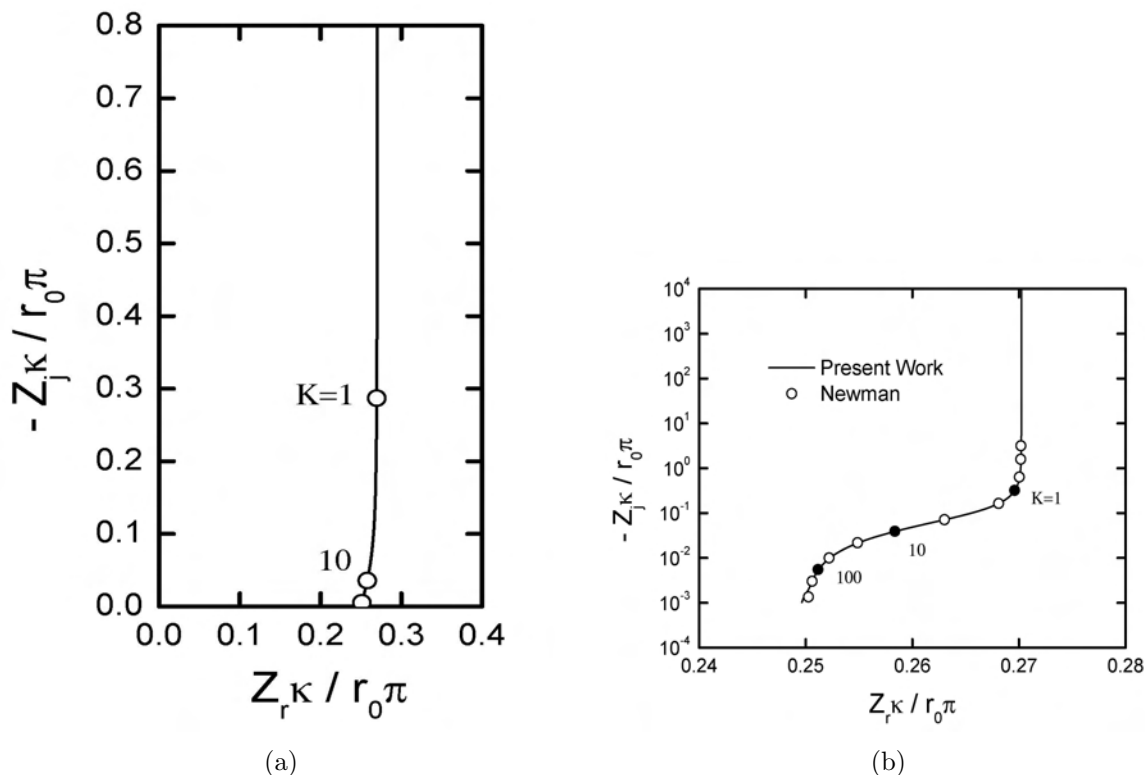 0.8
0.7
0.6
0.5
0.4
0.3
0.2
0.1
0.0
- Z_jκ / r_0π
K=1
10
0.0 0.1 0.2 0.3 0.4
Z_rκ / r_0π
(a)
10^4
10^3
10^2
10^1
10^0
10^-1
10^-2
10^-3
10^-4
- Z_jκ / r_0π
Present Work
Newman
K=1
10
100
0.24 0.25 0.26 0.27 0.28
Z_rκ / r_0π
(b)